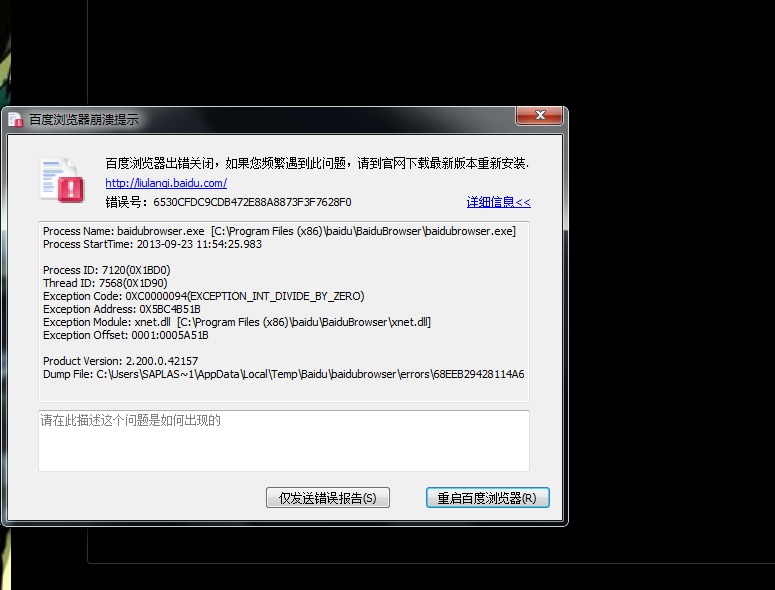 百度浏览器崩溃提示
百度浏览器出错关闭，如果您频繁遇到此问题，请到官网下载最新版本重新安装.
http://liulanqi.baidu.com/
错误号：6530CFDC9CDB472E88A8873F3F7628F0 详细信息<<
Process Name: baidubrowser.exe [C:\Program Files (x86)\baidu\BaiduBrowser\baidubrowser.exe]
Process StartTime: 2013-09-23 11:54:25.983
Process ID: 7120(0X1BD0)
Thread ID: 7568(0X1D90)
Exception Code: 0XC0000094(EXCEPTION_INT_DIVIDE_BY_ZERO)
Exception Address: 0X5BC4B51B
Exception Module: xnet.dll [C:\Program Files (x86)\baidu\BaiduBrowser\xnet.dll]
Exception Offset: 0001:0005A51B
Product Version: 2.200.0.42157
Dump File: C:\Users\SAPLAS~1\AppData\Local\Temp\Baidu\baidubrowser\errors\68EEB29428114A6
请在此描述这个问题是如何出现的
仅发送错误报告(S) 重启百度浏览器(R)